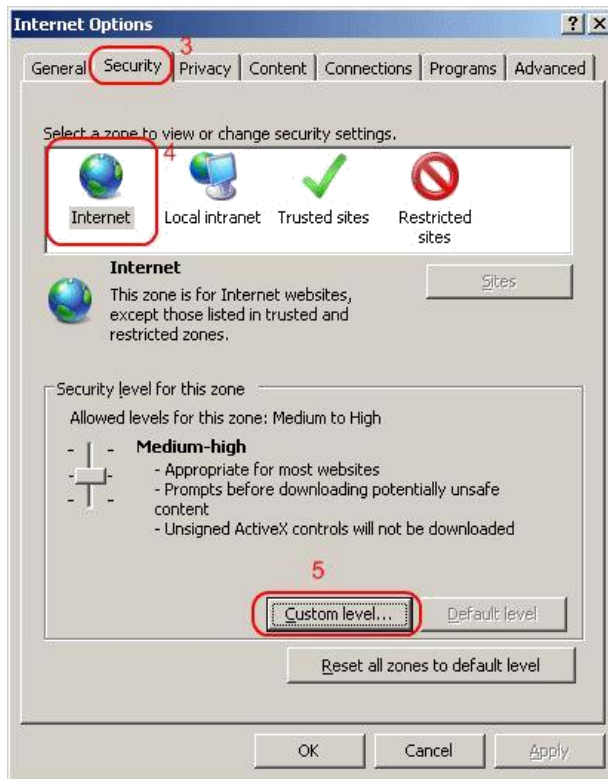 Internet Options
3
General Security Privacy Content Connections Programs Advanced
Select a zone to view or change security settings.
4
Internet Local intranet Trusted sites Restricted
sites
Internet
Sites
This zone is for Internet websites,
except those listed in trusted and
restricted zones.
Security level for this zone
Allowed levels for this zone: Medium to High
Medium-high
- Appropriate for most websites
- Prompts before downloading potentially unsafe
content
- Unsigned ActiveX controls will not be downloaded
5
Custom level... Default level
Reset all zones to default level
OK Cancel Apply